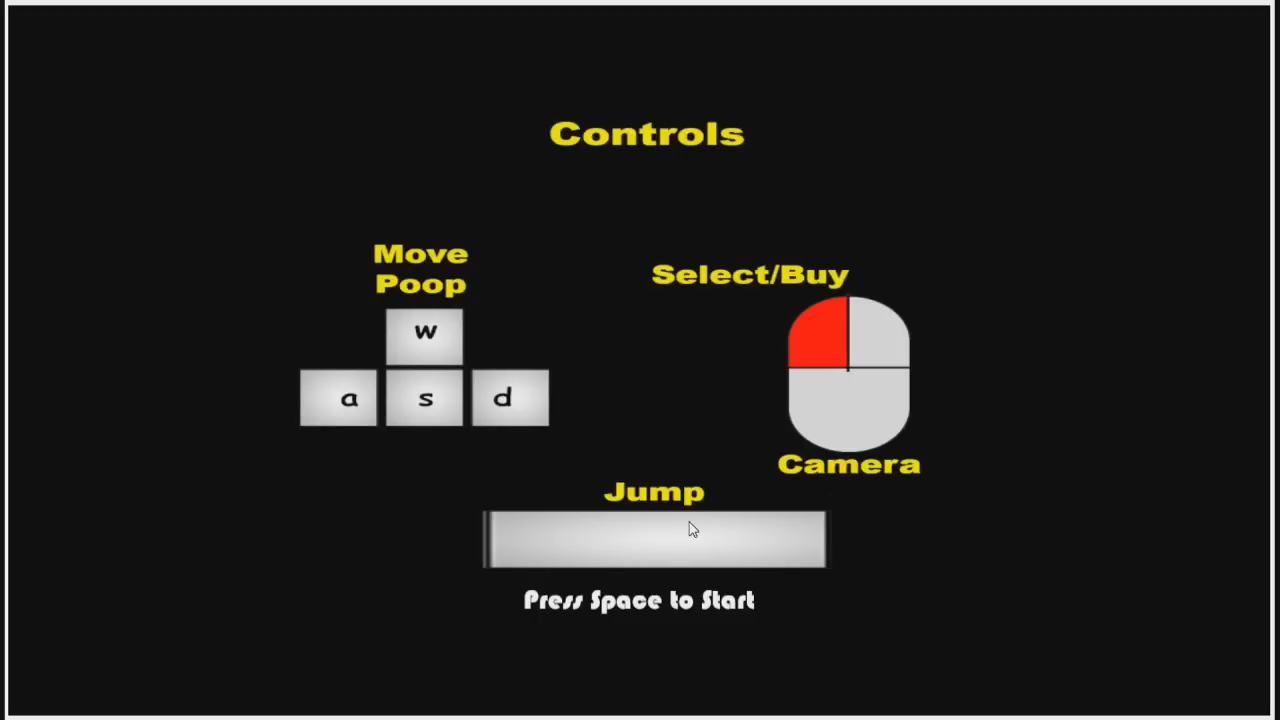 Controls
Move
Poop
w
a s d
Select/Buy
Camera
Jump
Press Space to Start